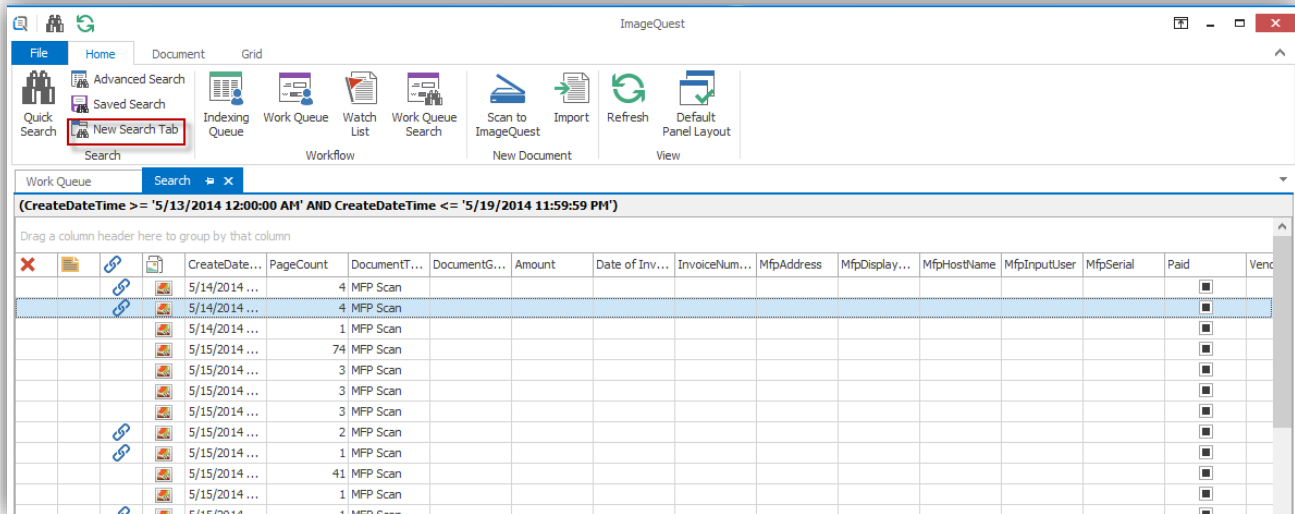 ImageQuest
File Home Document Grid
Quick Search
Advanced Search
Saved Search
New Search Tab
Indexing Queue
Work Queue
Watch List
Work Queue Search
Scan to ImageQuest
Import
Refresh
Default Panel Layout
Search Workflow New Document View
Work Queue Search
(CreateDateTime >= '5/13/2014 12:00:00 AM' AND CreateDateTime <= '5/19/2014 11:59:59 PM')
Drag a column header here to group by that column
CreateDate... PageCount DocumentT... DocumentG... Amount Date of Inv... InvoiceNum... MfpAddress MfpDisplay... MfpHostName MfpInputUser MfpSerial Paid Venc
5/14/2014 ... 4 MFP Scan
5/14/2014 ... 4 MFP Scan
5/14/2014 ... 1 MFP Scan
5/15/2014 ... 74 MFP Scan
5/15/2014 ... 3 MFP Scan
5/15/2014 ... 3 MFP Scan
5/15/2014 ... 3 MFP Scan
5/15/2014 ... 2 MFP Scan
5/15/2014 ... 1 MFP Scan
5/15/2014 ... 41 MFP Scan
5/15/2014 ... 1 MFP Scan
5/15/2014 1 MFP Scan